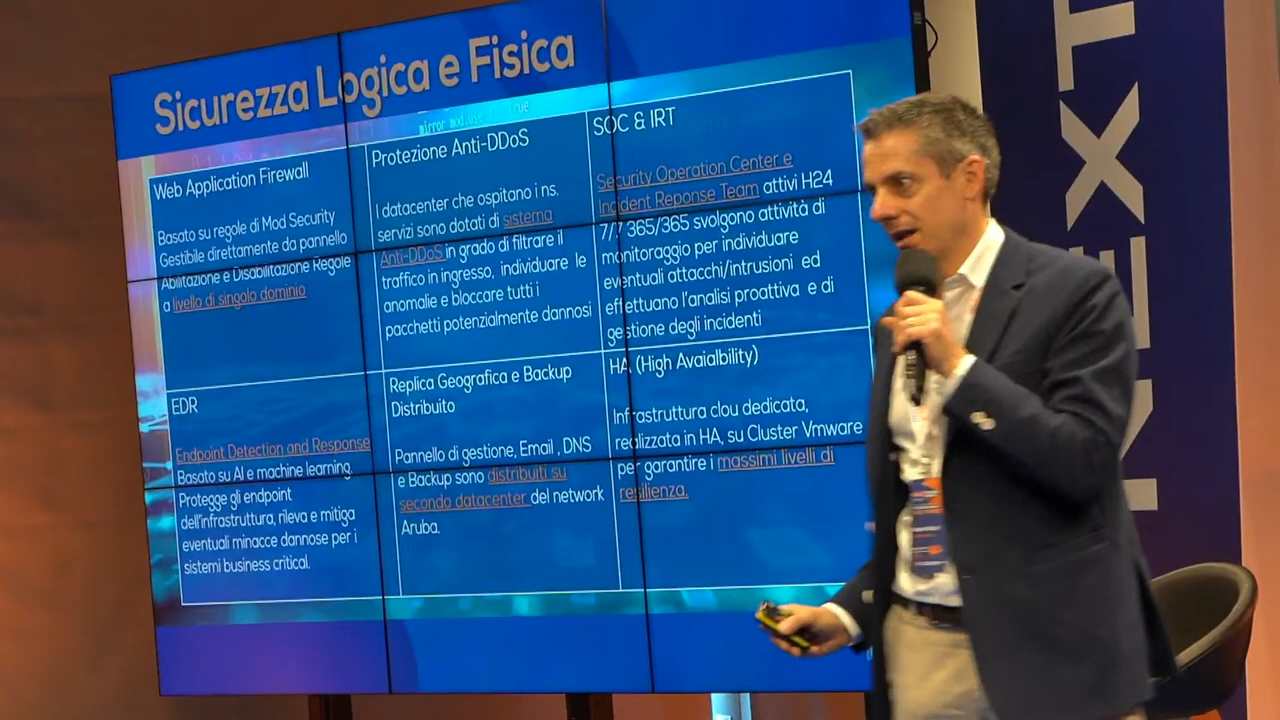 Sicurezza Logica e Fisica
mirror mod.use
Web Application Firewall
Basato su regole di Mod Security
Gestibile direttamente da pannello
Abilitazione e Disabilitazione Regole
a livello di singolo dominio
Protezione Anti-DDoS
I datacenter che ospitano i ns.
servizi sono dotati di sistema
Anti-DDoS in grado di filtrare il
traffico in ingresso, individuare le
anomalie e bloccare tutti i
pacchetti potenzialmente dannosi
SOC & IRT
Security Operation Center e
Incident Reponse Team attivi H24
7/7 365/365 svolgono attività di
monitoraggio per individuare
eventuali attacchi/intrusioni ed
effettuano l'analisi proattiva e di
gestione degli incidenti
EDR
Endpoint Detection and Response
Basato su AI e machine learning.
Protegge gli endpoint
dell'infrastruttura, rileva e mitiga
eventuali minacce dannose per i
sistemi business critical.
Replica Geografica e Backup
Distribuito
Pannello di gestione, Email , DNS
e Backup sono distribuiti su
secondo datacenter del network
Aruba.
HA (High Avaialbility)
Infrastruttura clou dedicata,
realizzata in HA, su Cluster Vmware
per garantire i massimi livelli di
resilienza.
NEXT